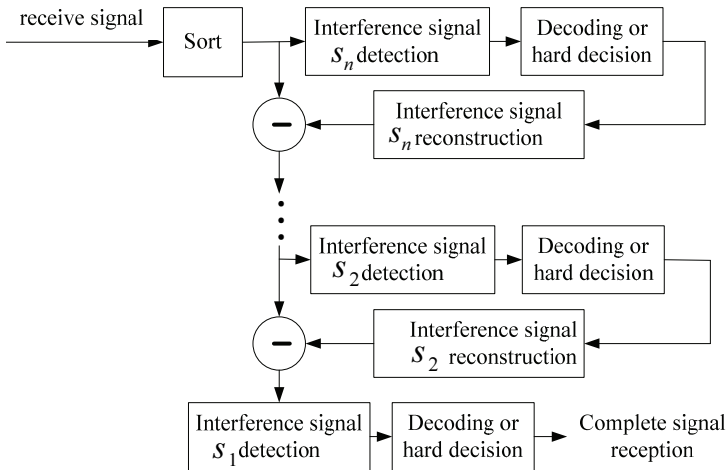 receive signal
Sort
Interference signal
S_n detection
Decoding or
hard decision
Interference signal
S_n reconstruction
−
Interference signal
S_2 detection
Decoding or
hard decision
Interference signal
S_2 reconstruction
−
Interference signal
S_1 detection
Decoding or
hard decision
Complete signal
reception